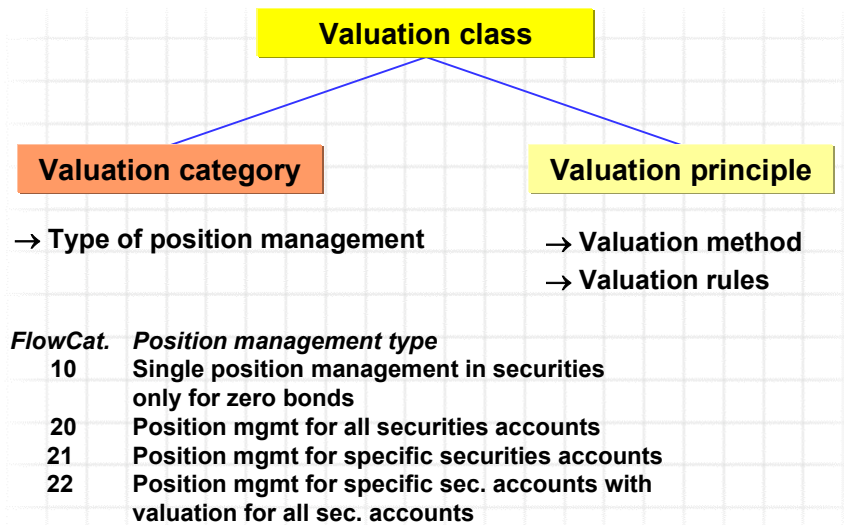 Valuation class
Valuation category
Valuation principle
→ Type of position management
→ Valuation method
→ Valuation rules
FlowCat. Position management type
10 Single position management in securities
only for zero bonds
20 Position mgmt for all securities accounts
21 Position mgmt for specific securities accounts
22 Position mgmt for specific sec. accounts with
valuation for all sec. accounts